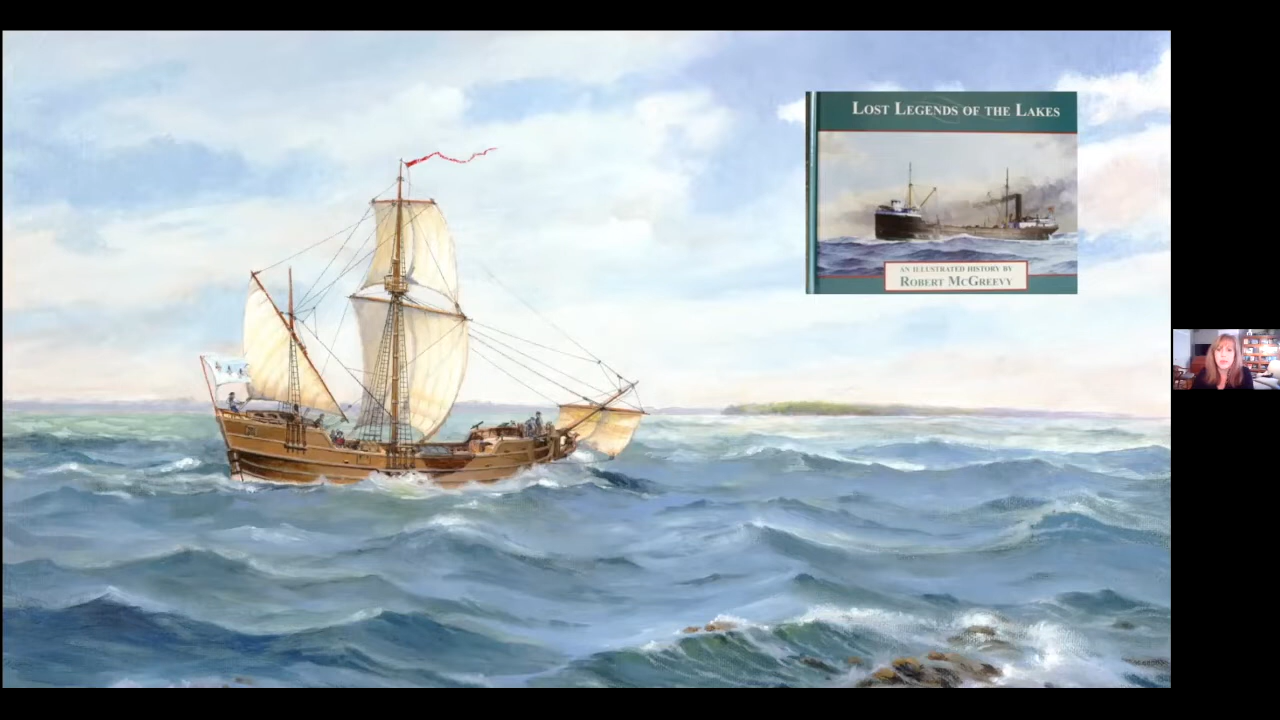 LOST LEGENDS OF THE LAKES
AN ILLUSTRATED HISTORY BY
ROBERT MCGREEVY